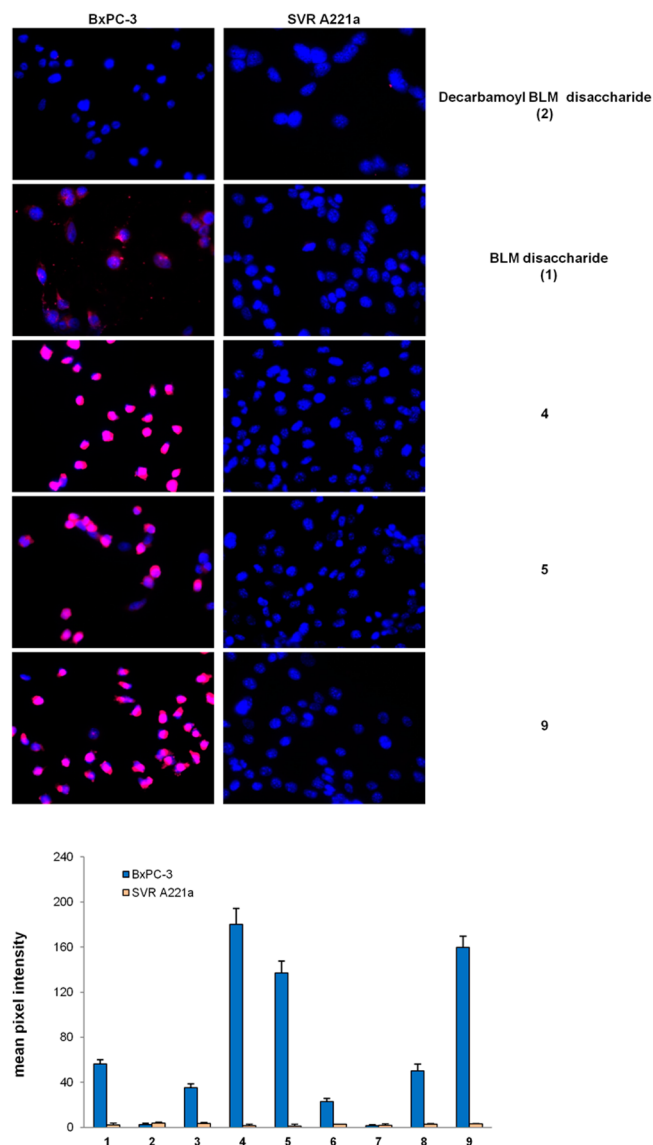 BxPC-3 SVR A221a
Decarbamoyl BLM disaccharide
(2)
BLM disaccharide
(1)
4
5
9
240
200
160
120
80
40
0
mean pixel intensity
BxPC-3
SVR A221a
1 2 3 4 5 6 7 8 9